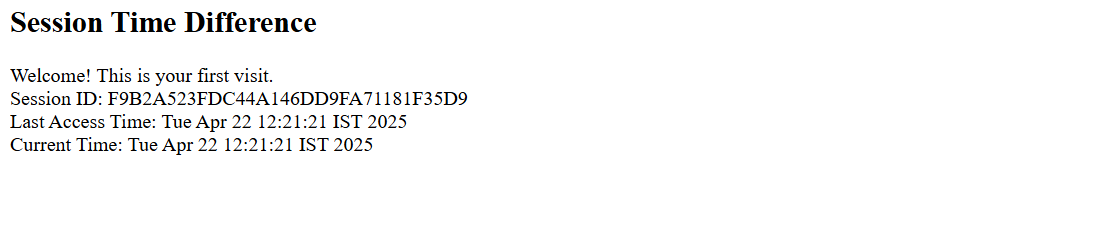 Session Time Difference
Welcome! This is your first visit.
Session ID: F9B2A523FDC44A146DD9FA71181F35D9
Last Access Time: Tue Apr 22 12:21:21 IST 2025
Current Time: Tue Apr 22 12:21:21 IST 2025